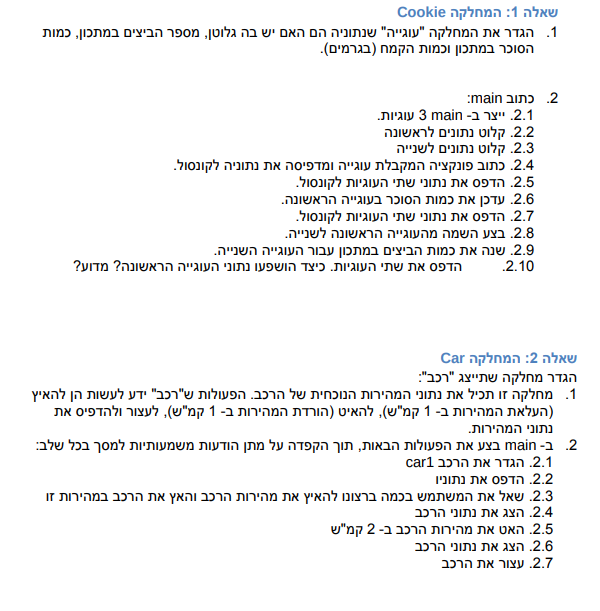 שאלה 1: המחלקה Cookie
1. הגדר את המחלקה "עוגייה" שנתוניה הם האם יש בה גלוטן, מספר הביצים במתכון, כמות
הסוכר במתכון וכמות הקמח (בגרמים).
2. כתוב main:
2.1. ייצר ב- main 3 עוגיות.
2.2. קלוט נתונים לראשונה
2.3. קלוט נתונים לשנייה
2.4. כתוב פונקציה המקבלת עוגייה ומדפיסה את נתוניה לקונסול.
2.5. הדפס את נתוני שתי העוגיות לקונסול.
2.6. עדכן את כמות הסוכר בעוגייה הראשונה.
2.7. הדפס את נתוני שתי העוגיות לקונסול.
2.8. בצע השמה מהעוגייה הראשונה לשנייה.
2.9. שנה את כמות הביצים במתכון עבור העוגייה השנייה.
2.10. הדפס את שתי העוגיות. כיצד הושפעו נתוני העוגייה הראשונה? מדוע?
שאלה 2: המחלקה Car
הגדר מחלקה שתייצג "רכב":
1. מחלקה זו תכיל את נתוני המהירות הנוכחית של הרכב. הפעולות ש"רכב" ידע לעשות הן להאיץ
(העלאת המהירות ב- 1 קמ"ש), להאיט (הורדת המהירות ב- 1 קמ"ש), לעצור ולהדפיס את
נתוני המהירות.
2. ב- main בצע את הפעולות הבאות, תוך הקפדה על מתן הודעות משמעותיות למסך בכל שלב:
2.1. הגדר את הרכב car1
2.2. הדפס את נתוניו
2.3. שאל את המשתמש בכמה ברצונו להאיץ את מהירות הרכב והאץ את הרכב במהירות זו
2.4. הצג את נתוני הרכב
2.5. האט את מהירות הרכב ב- 2 קמ"ש
2.6. הצג את נתוני הרכב
2.7. עצור את הרכב